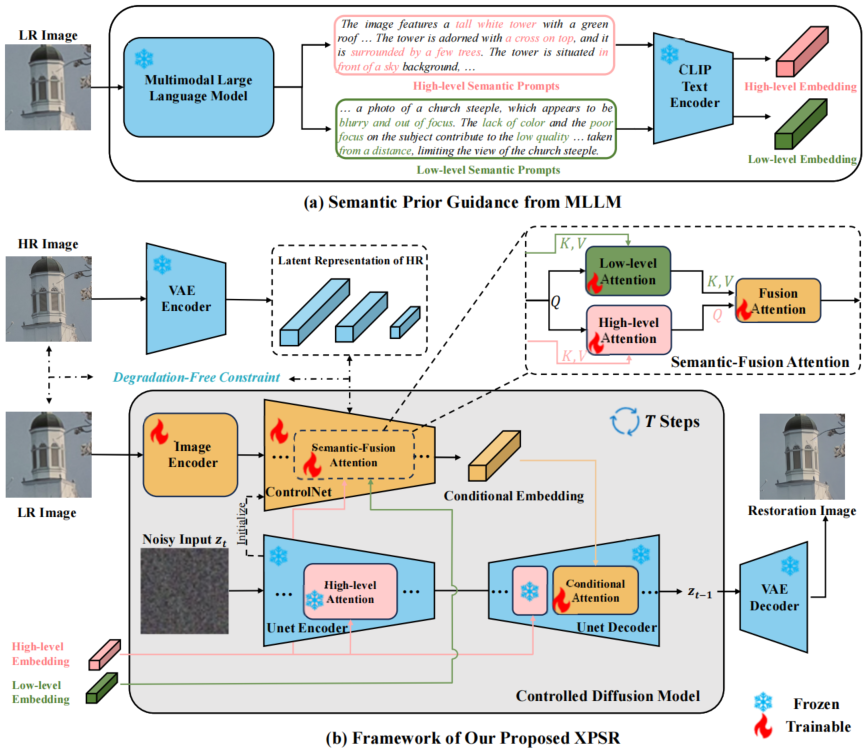 LR Image
Multimodal Large
Language Model
The image features a tall white tower with a green
roof … The tower is adorned with a cross on top, and it
is surrounded by a few trees. The tower is situated in
front of a sky background, …
High-level Semantic Prompts
… a photo of a church steeple, which appears to be
blurry and out of focus. The lack of color and the poor
focus on the subject contribute to the low quality … taken
from a distance, limiting the view of the church steeple.
Low-level Semantic Prompts
CLIP
Text
Encoder
High-level Embedding
Low-level Embedding
(a) Semantic Prior Guidance from MLLM
HR Image
VAE
Encoder
Latent Representation of HR
K, V
Low-level
Attention
K, V
Q
Fusion
Attention
High-level
Attention
Q
K, V
Semantic-Fusion Attention
Degradation-Free Constraint
LR Image
Image
Encoder
...
Semantic-Fusion
Attention
...
ControlNet
Conditional Embedding
T Steps
Restoration Image
Initialize
Noisy Input z_t
...
High-level
Attention
...
Unet Encoder
...
Conditional
Attention
...
Unet Decoder
z_{t−1}
VAE
Decoder
High-level
Embedding
Low-level
Embedding
Controlled Diffusion Model
Frozen
Trainable
(b) Framework of Our Proposed XPSR